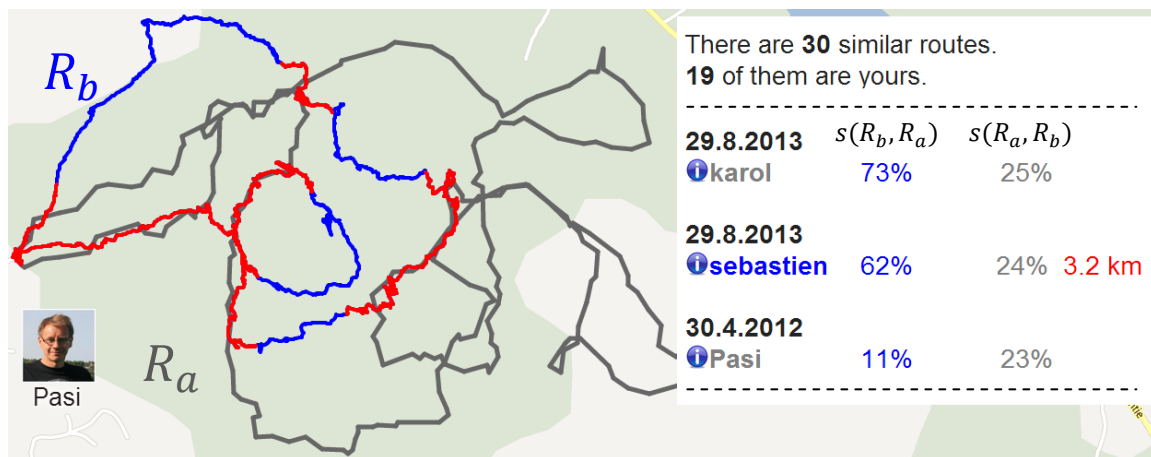 R_b
R_a
Pasi
There are 30 similar routes.
19 of them are yours.
s(R_b, R_a) s(R_a, R_b)
29.8.2013
karol 73% 25%
29.8.2013
sebastien 62% 24% 3.2 km
30.4.2012
Pasi 11% 23%
tie